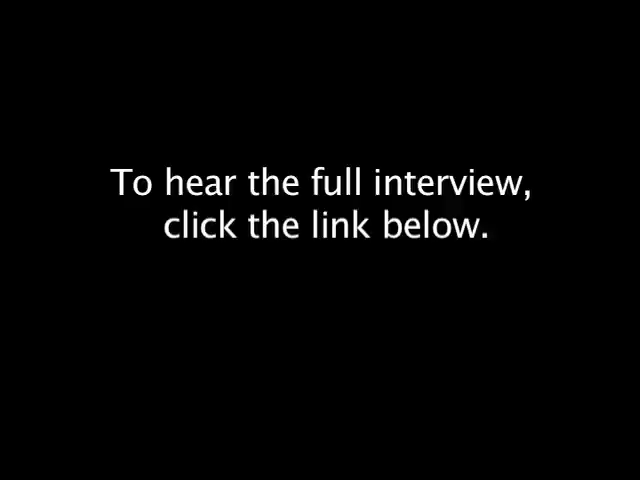 To hear the full interview,
click the link below.